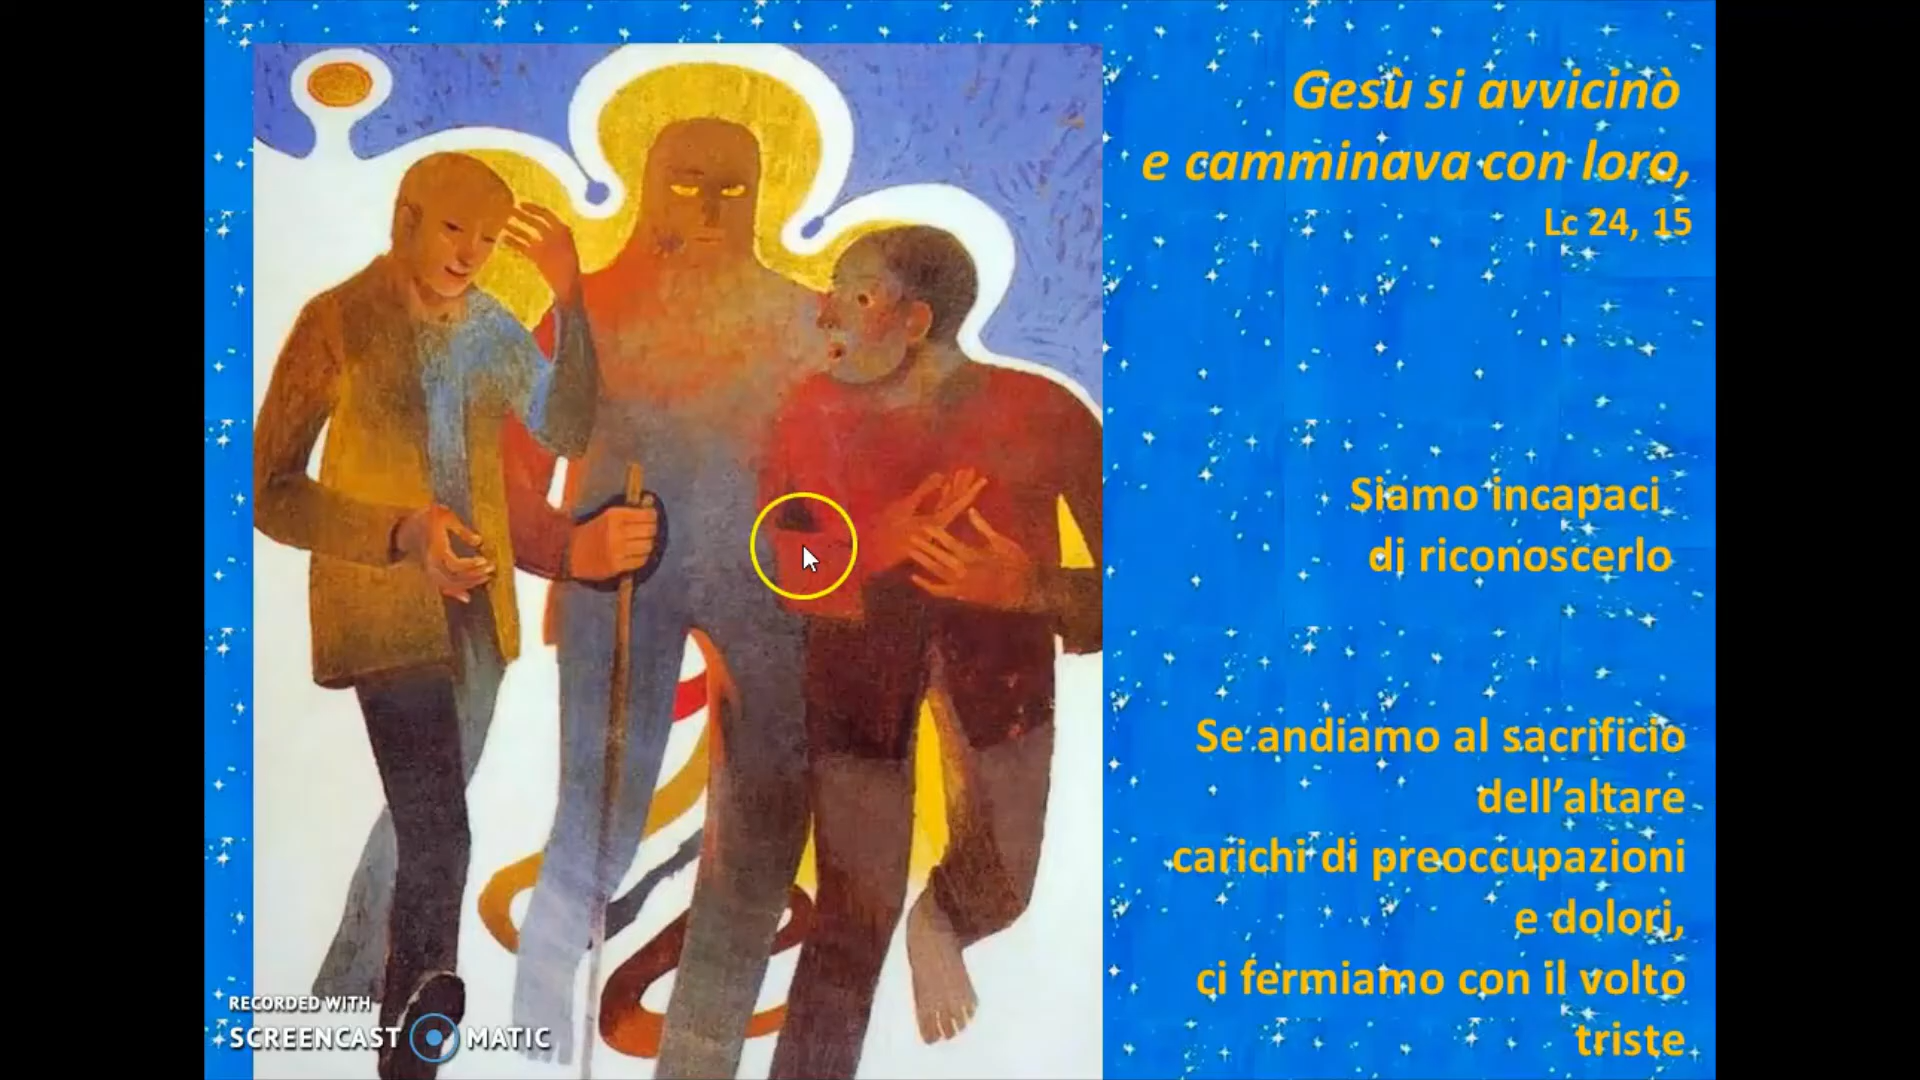 Gesù si avvicinò
e camminava con loro,
Lc 24, 15
Siamo incapaci
di riconoscerlo
Se andiamo al sacrificio
dell’altare
carichi di preoccupazioni
e dolori,
ci fermiamo con il volto
triste
RECORDED WITH
SCREENCAST MATIC